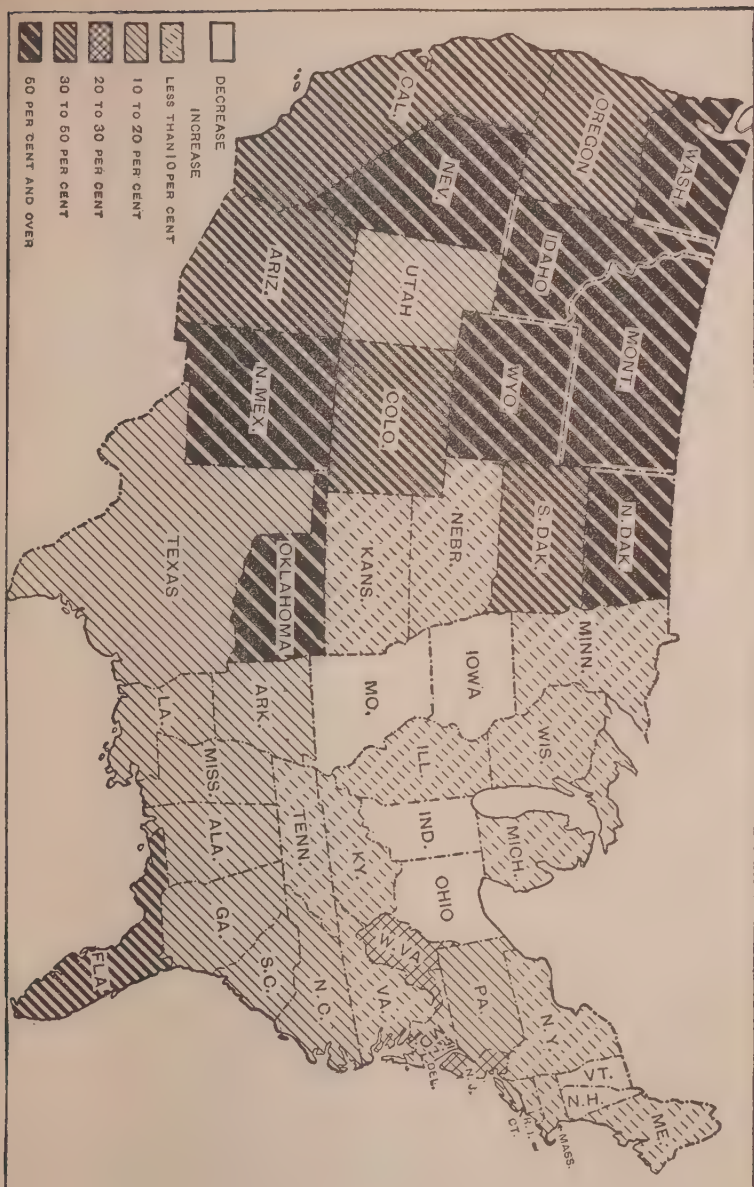 WASH.
OREGON
CAL.
NEV.
IDAHO
MONT.
WYO.
UTAH
ARIZ.
COLO.
N. MEX.
N. DAK.
S. DAK.
NEBR.
KANS.
OKLAHOMA
TEXAS
MINN.
IOWA
MO.
ARK.
LA.
WIS.
ILL.
MICH.
IND.
OHIO
KY.
TENN.
MISS.
ALA.
GA.
FLA.
S.C.
N.C.
VA.
W.VA.
PA.
N.Y.
VT.
N.H.
ME.
MASS.
R.I.
CT.
N.J.
DEL.
DECREASE
INCREASE
LESS THAN 10 PER CENT
10 TO 20 PER CENT
20 TO 30 PER CENT
30 TO 50 PER CENT
50 PER CENT AND OVER